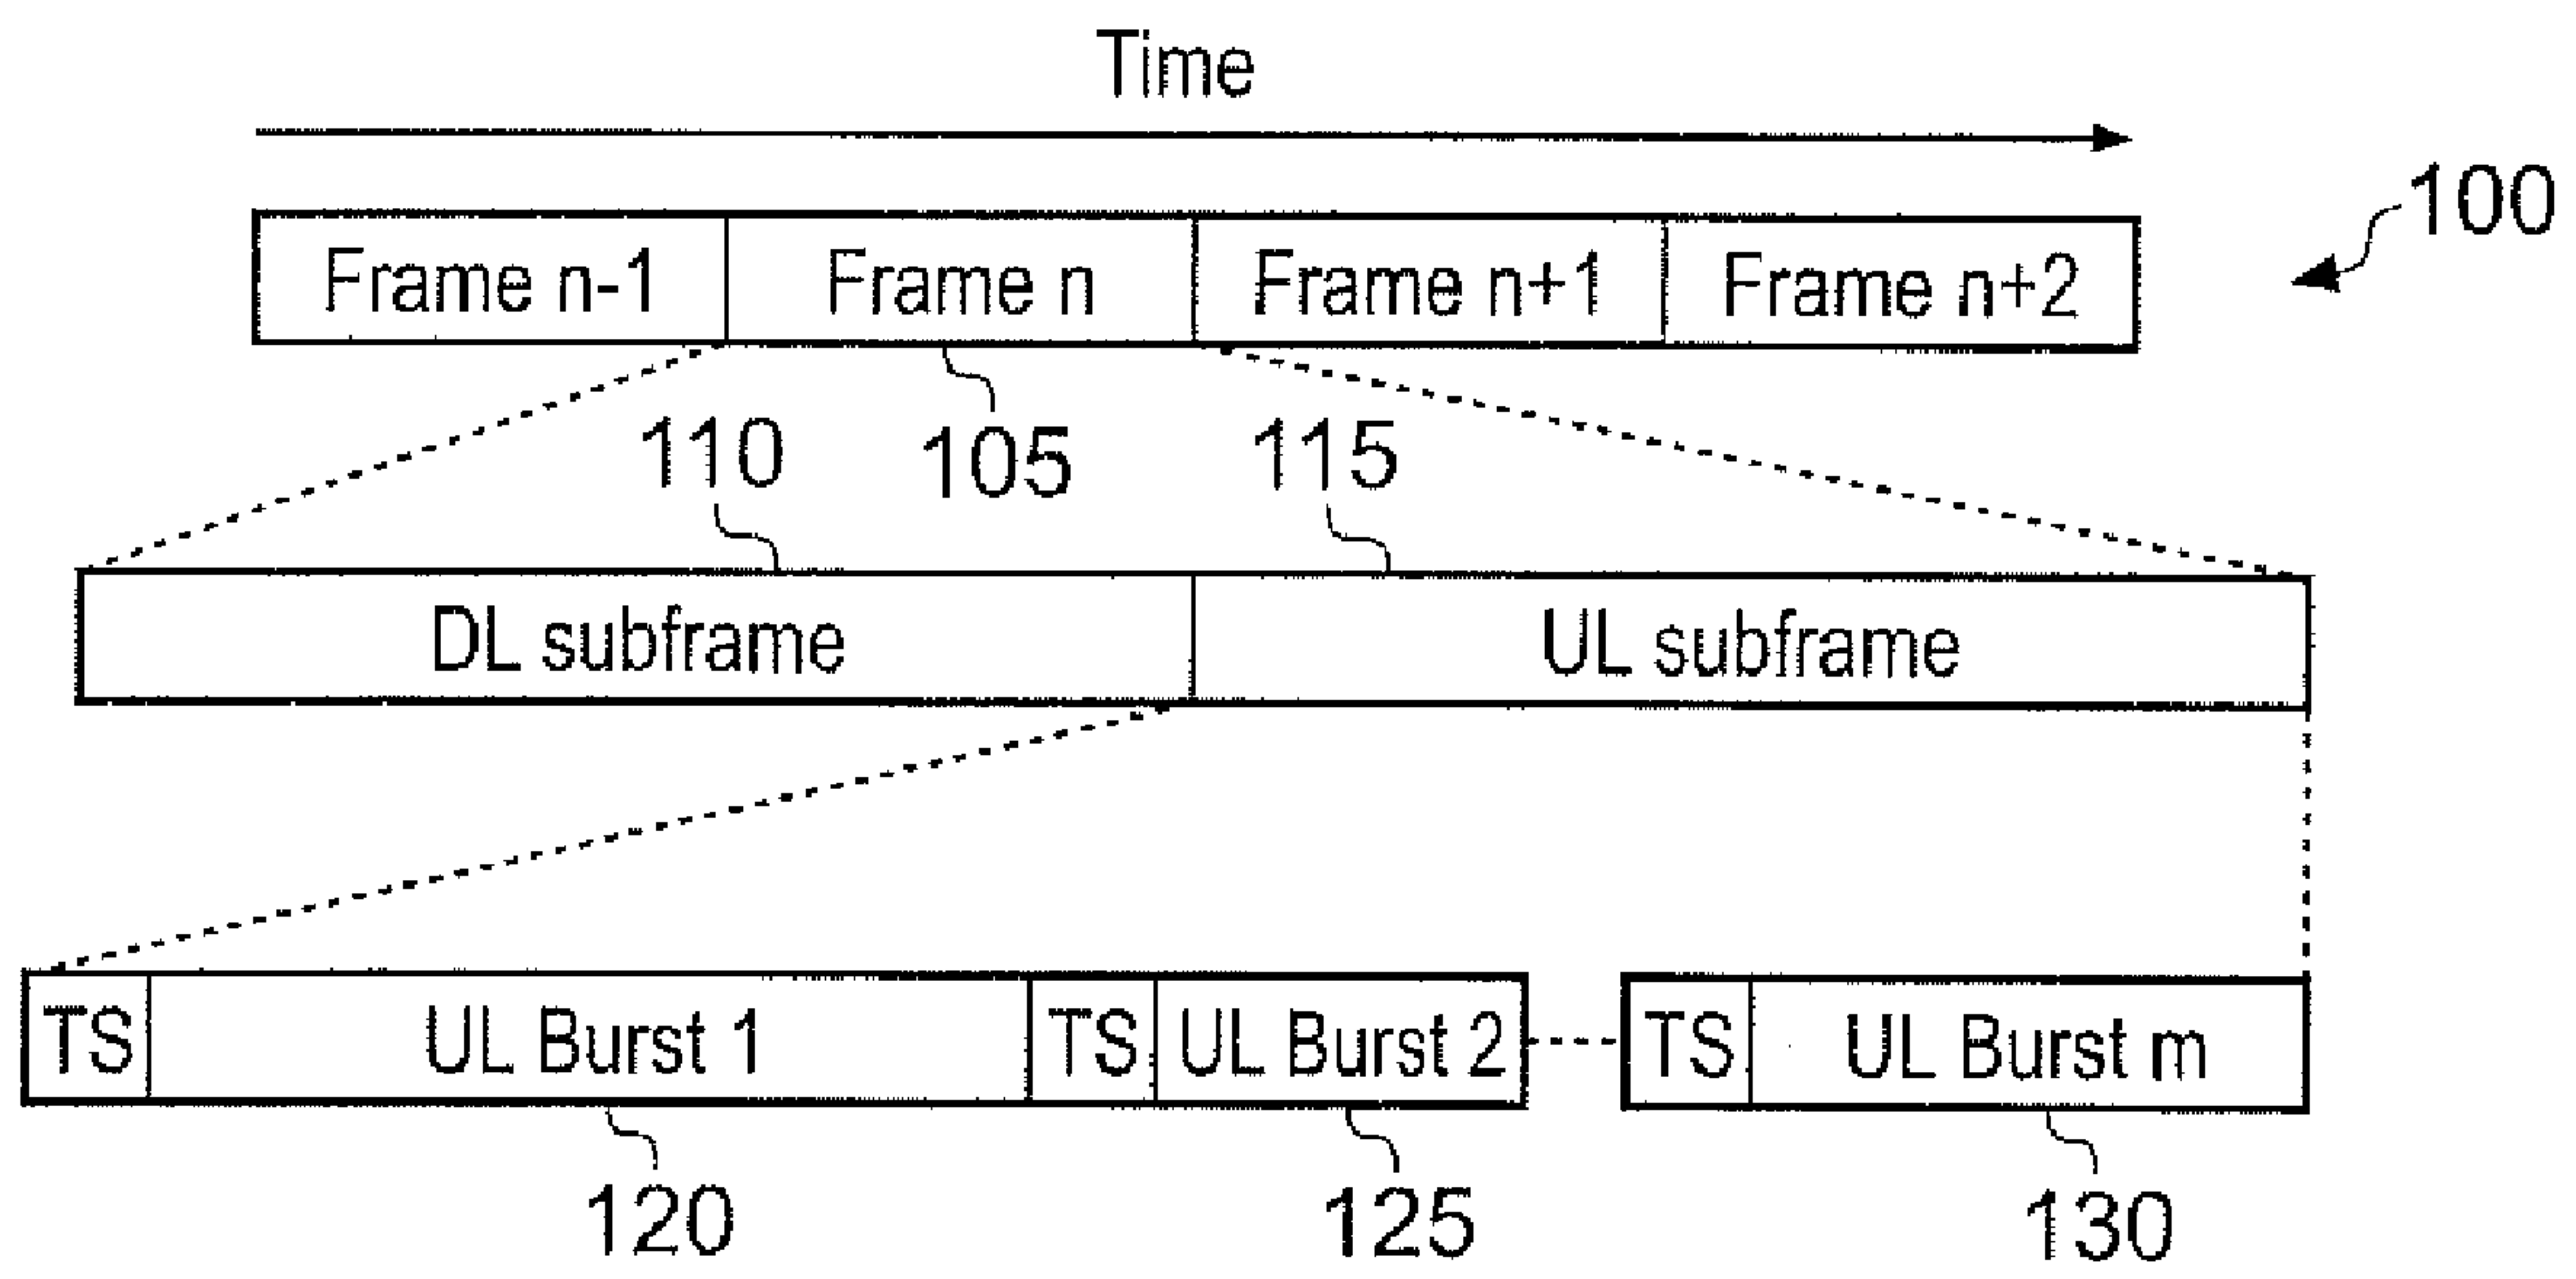 Time
100
Frame n-1 Frame n Frame n+1 Frame n+2
110 105 115
DL subframe UL subframe
TS UL Burst 1 TS UL Burst 2 TS UL Burst m
120 125 130